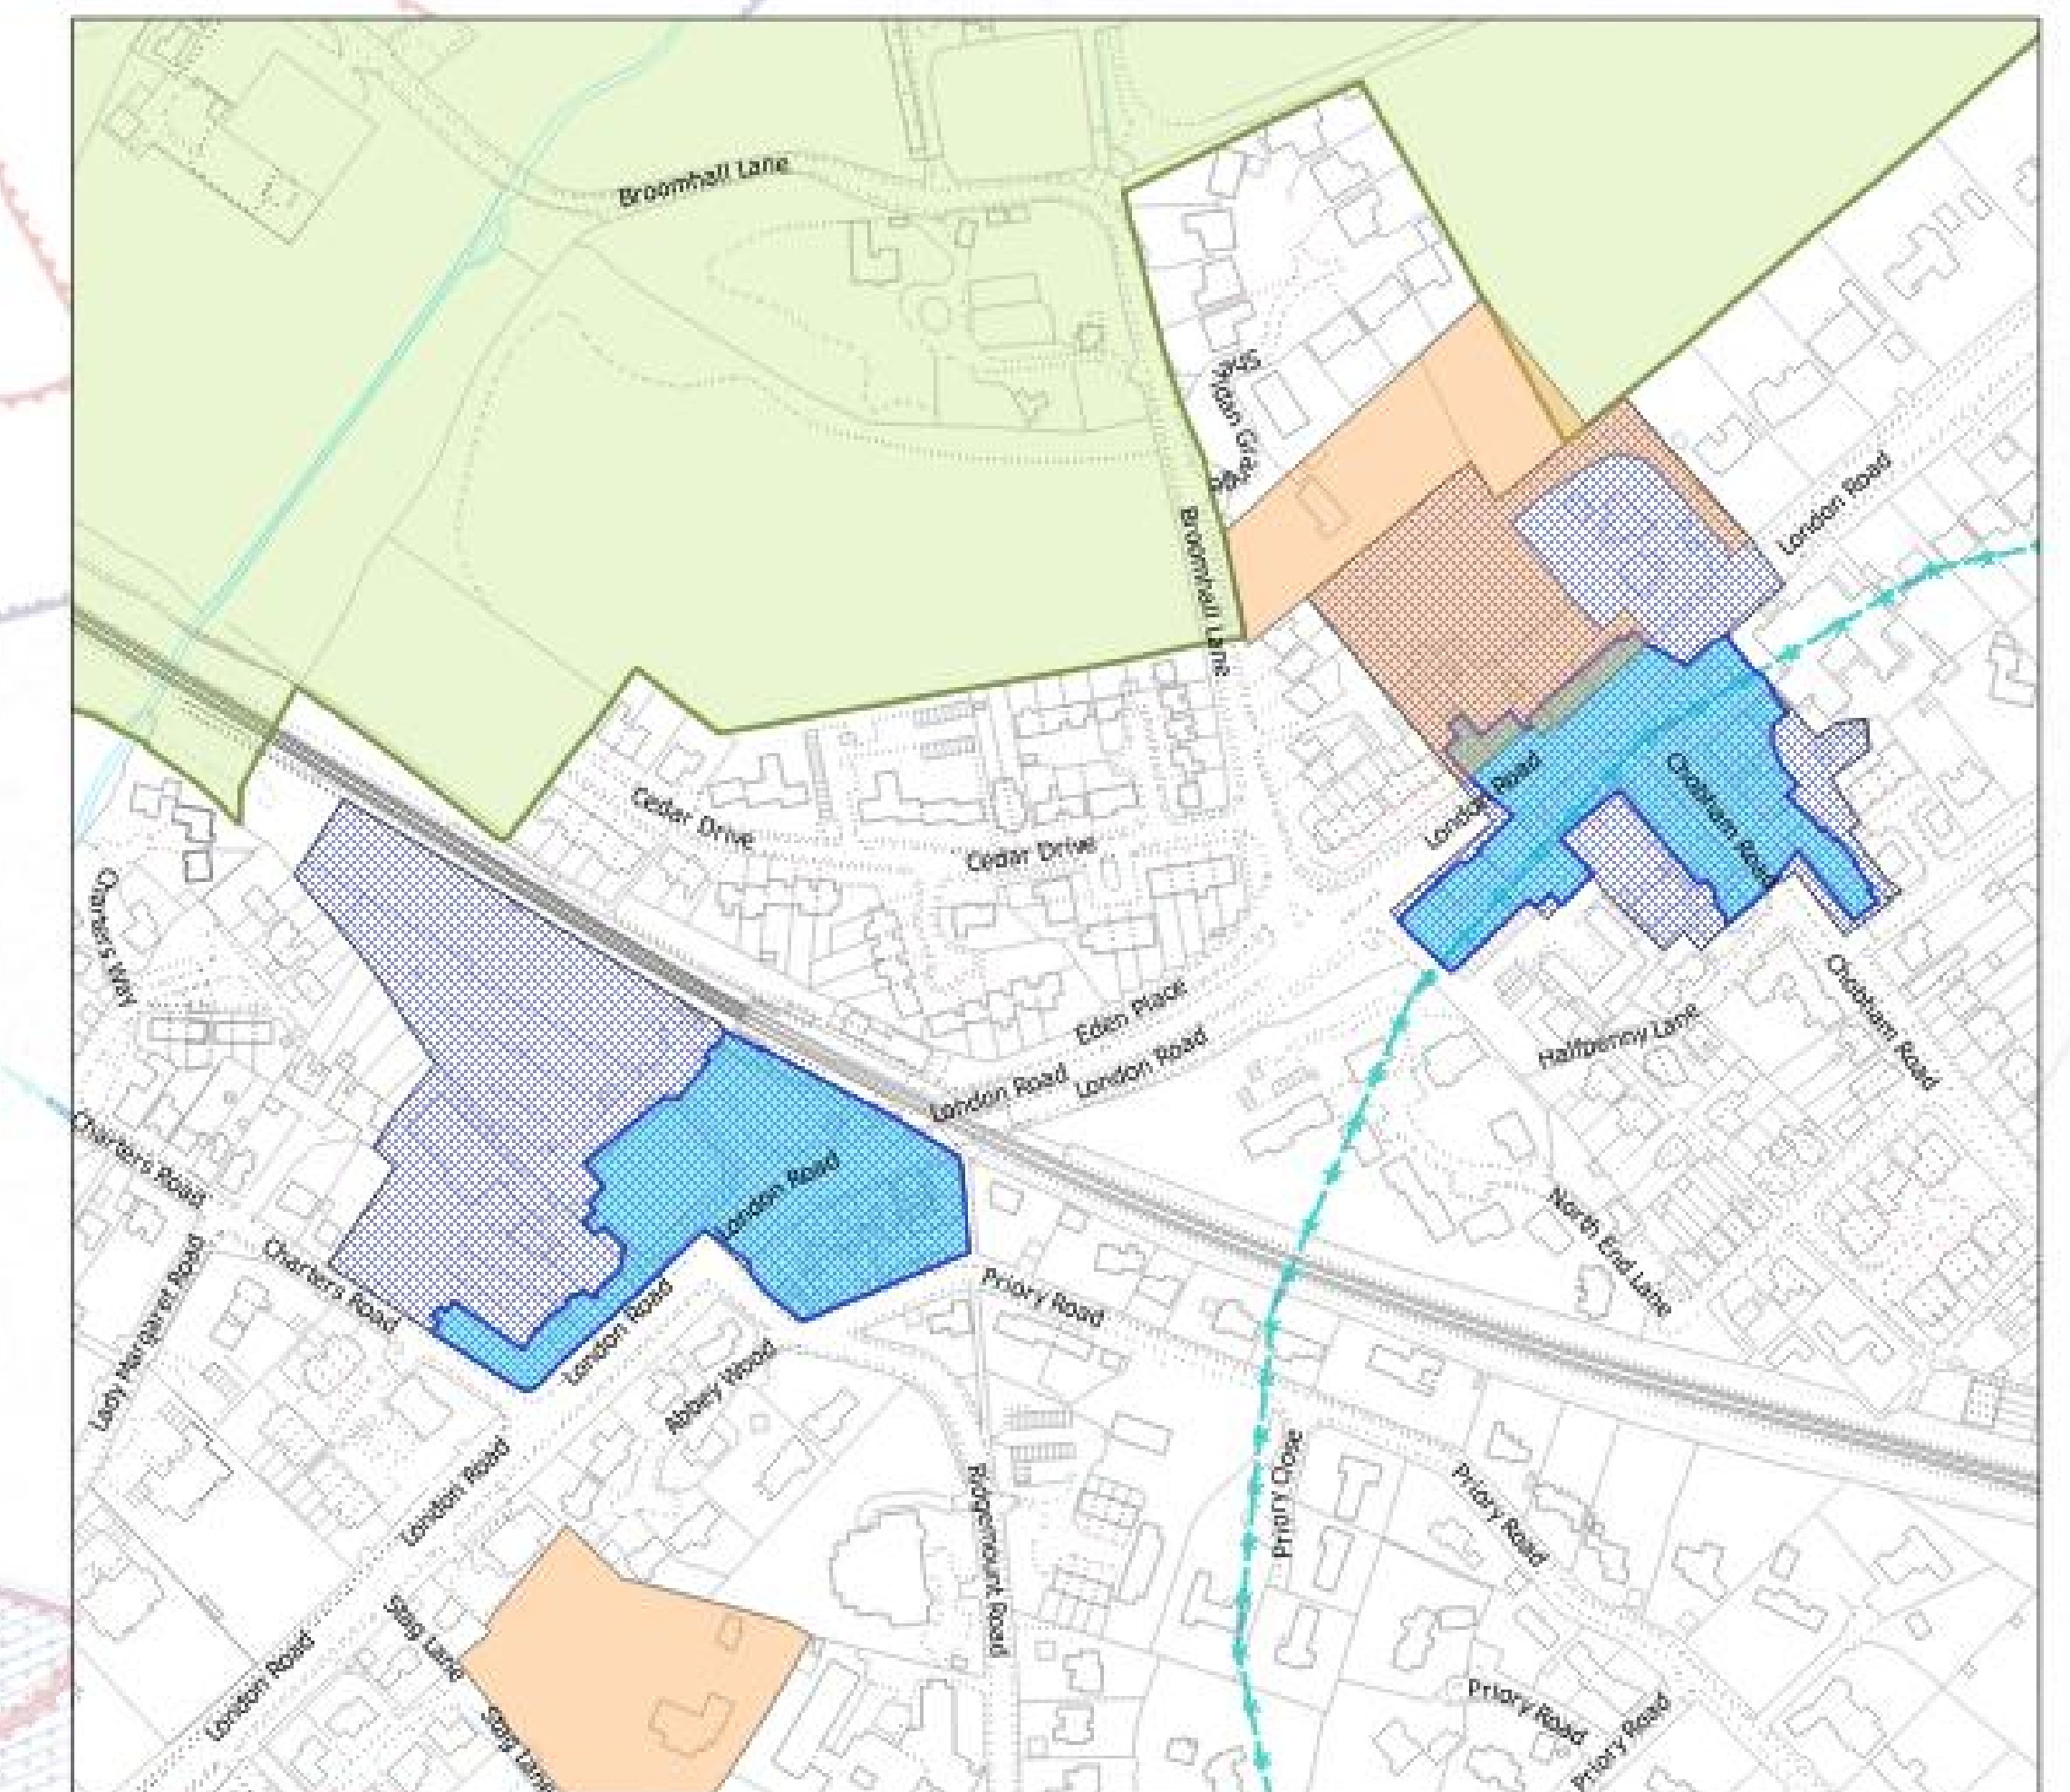 Broomhall Lane
London Road
Broomhall Lane
Cedar Drive
Cedar Drive
London Road
Chobham Road
Charters Way
Eden Place
London Road
London Road
Halfpenny Lane
Chobham Road
Charters Road
London Road
Charters Road
Lady Margaret Road
London Road
Priory Road
North End Lane
Abbey Wood
London Road
Ridgemount Road
Priory Close
Priory Road
Stag Lane
London Road
Stag Lane
Priory Road
Priory Road